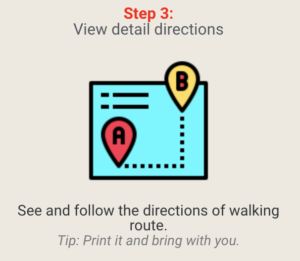 Step 3:
View detail directions
B
A
See and follow the directions of walking
route.
Tip: Print it and bring with you.